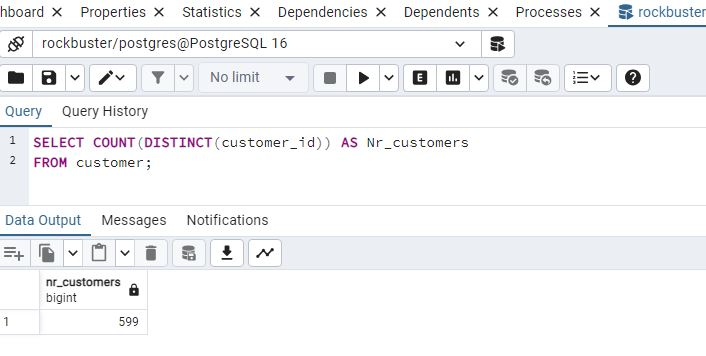 hboard Properties Statistics Dependencies Dependents Processes rockbuster
rockbuster/postgres@PostgreSQL 16
No limit
E
Query Query History
1 SELECT COUNT(DISTINCT(customer_id)) AS Nr_customers
2 FROM customer;
Data Output Messages Notifications
nr_customers
bigint
1 599